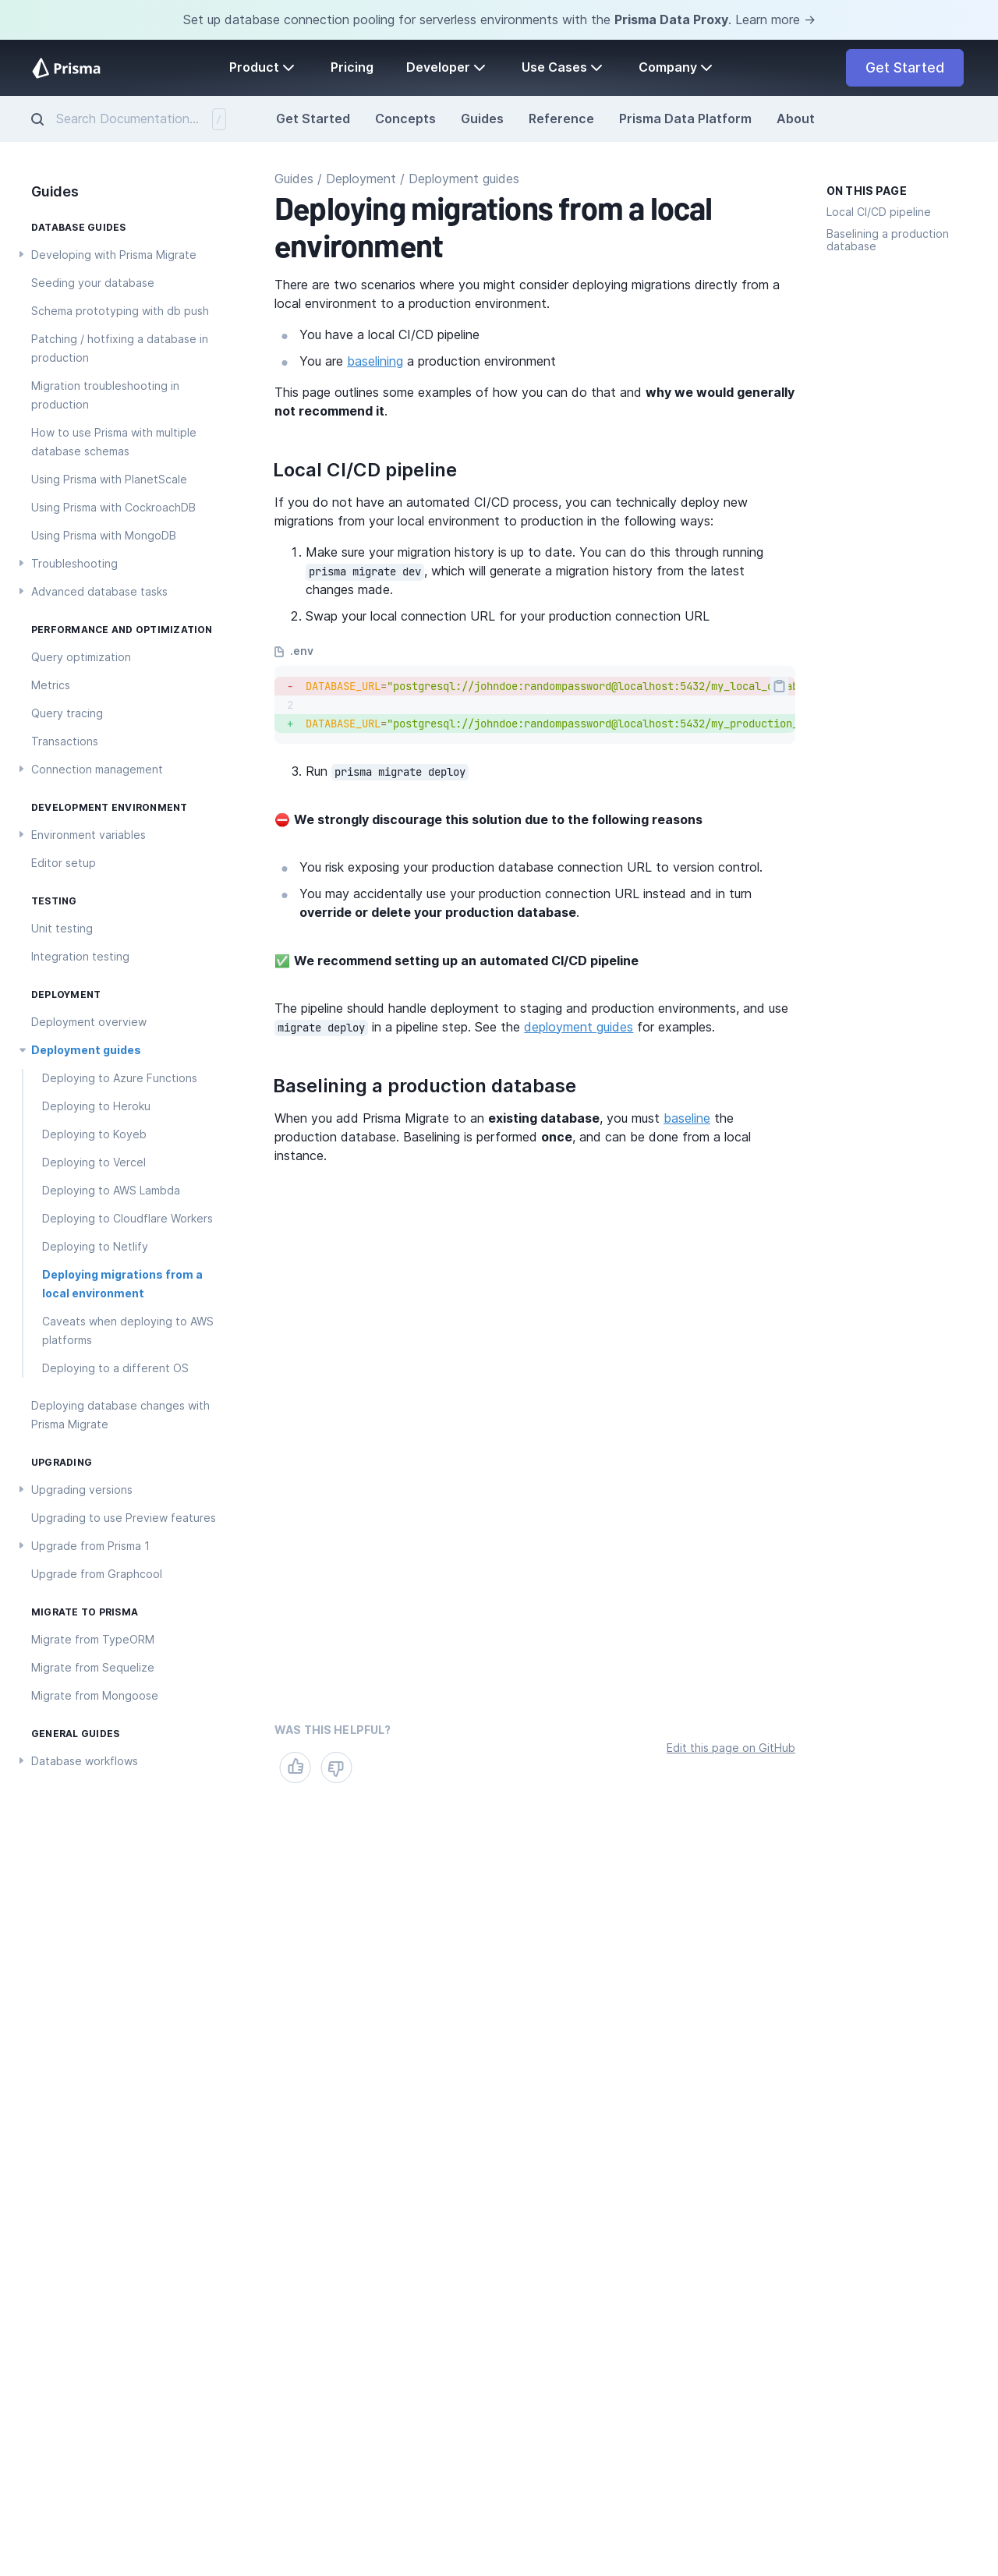 Set up database connection pooling for serverless environments with the Prisma Data Proxy. Learn more →
Prisma
Product
Pricing
Developer
Use Cases
Company
Get Started
Search Documentation... /
Get Started
Concepts
Guides
Reference
Prisma Data Platform
About
Guides
DATABASE GUIDES
Developing with Prisma Migrate
Seeding your database
Schema prototyping with db push
Patching / hotfixing a database in
production
Migration troubleshooting in
production
How to use Prisma with multiple
database schemas
Using Prisma with PlanetScale
Using Prisma with CockroachDB
Using Prisma with MongoDB
Troubleshooting
Advanced database tasks
PERFORMANCE AND OPTIMIZATION
Query optimization
Metrics
Query tracing
Transactions
Connection management
DEVELOPMENT ENVIRONMENT
Environment variables
Editor setup
TESTING
Unit testing
Integration testing
DEPLOYMENT
Deployment overview
Deployment guides
Deploying to Azure Functions
Deploying to Heroku
Deploying to Koyeb
Deploying to Vercel
Deploying to AWS Lambda
Deploying to Cloudflare Workers
Deploying to Netlify
Deploying migrations from a
local environment
Caveats when deploying to AWS
platforms
Deploying to a different OS
Deploying database changes with
Prisma Migrate
UPGRADING
Upgrading versions
Upgrading to use Preview features
Upgrade from Prisma 1
Upgrade from Graphcool
MIGRATE TO PRISMA
Migrate from TypeORM
Migrate from Sequelize
Migrate from Mongoose
GENERAL GUIDES
Database workflows
Guides / Deployment / Deployment guides
Deploying migrations from a local
environment
There are two scenarios where you might consider deploying migrations directly from a
local environment to a production environment.
You have a local CI/CD pipeline
You are baselining a production environment
This page outlines some examples of how you can do that and why we would generally
not recommend it.
Local CI/CD pipeline
If you do not have an automated CI/CD process, you can technically deploy new
migrations from your local environment to production in the following ways:
1. Make sure your migration history is up to date. You can do this through running
prisma migrate dev, which will generate a migration history from the latest
changes made.
2. Swap your local connection URL for your production connection URL
.env
- DATABASE_URL="postgresql://johndoe:randompassword@localhost:5432/my_local_
2
+ DATABASE_URL="postgresql://johndoe:randompassword@localhost:5432/my_production_
3. Run prisma migrate deploy
⛔ We strongly discourage this solution due to the following reasons
You risk exposing your production database connection URL to version control.
You may accidentally use your production connection URL instead and in turn
override or delete your production database.
✅ We recommend setting up an automated CI/CD pipeline
The pipeline should handle deployment to staging and production environments, and use
migrate deploy in a pipeline step. See the deployment guides for examples.
Baselining a production database
When you add Prisma Migrate to an existing database, you must baseline the
production database. Baselining is performed once, and can be done from a local
instance.
WAS THIS HELPFUL?
Edit this page on GitHub
ON THIS PAGE
Local CI/CD pipeline
Baselining a production
database